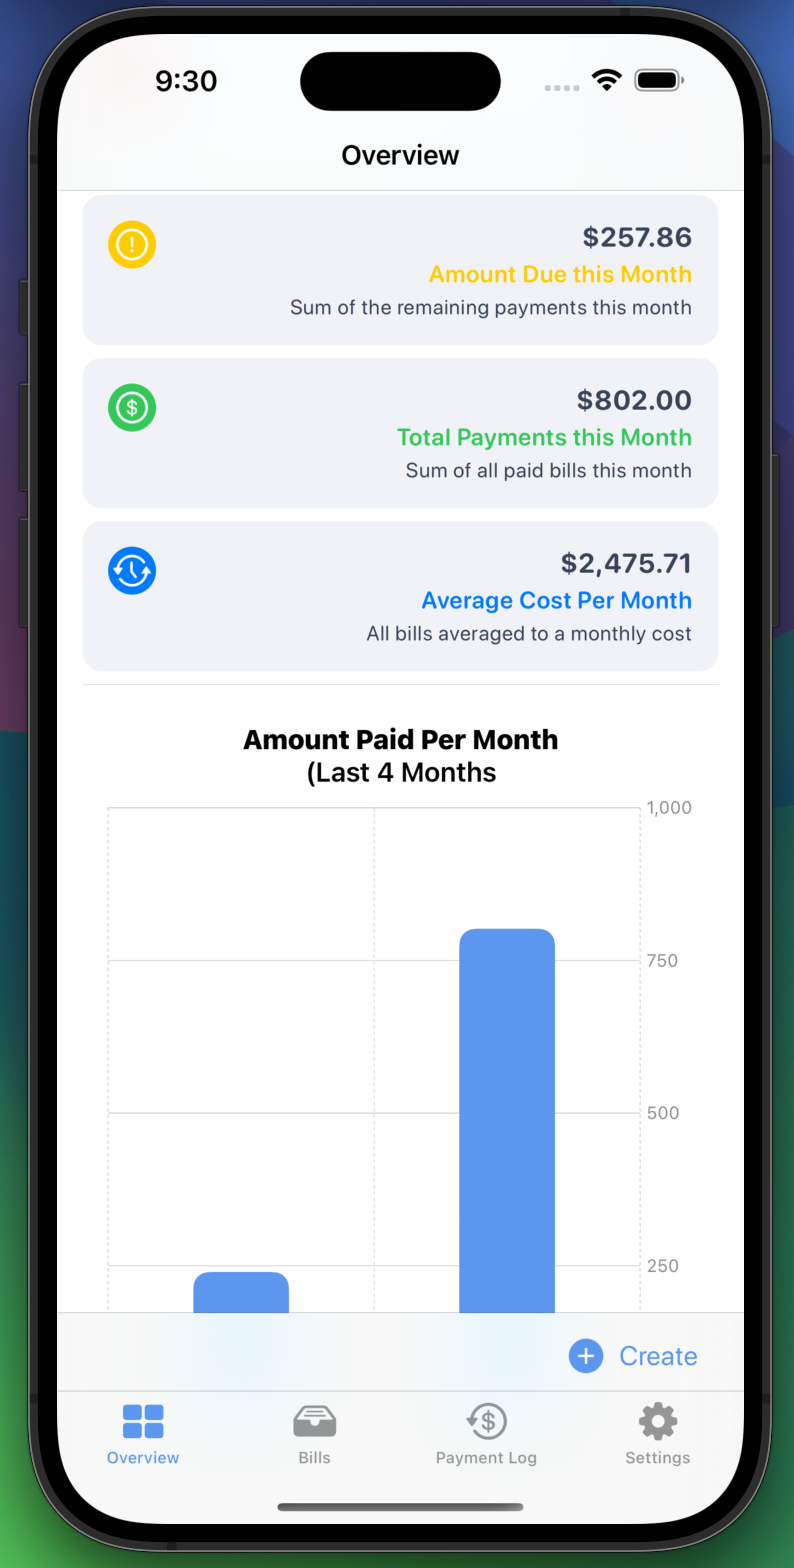 9:30
Overview
$257.86
Amount Due this Month
Sum of the remaining payments this month
$802.00
Total Payments this Month
Sum of all paid bills this month
$2,475.71
Average Cost Per Month
All bills averaged to a monthly cost
Amount Paid Per Month
(Last 4 Months
1,000
750
500
250
Create
Overview
Bills
Payment Log
Settings